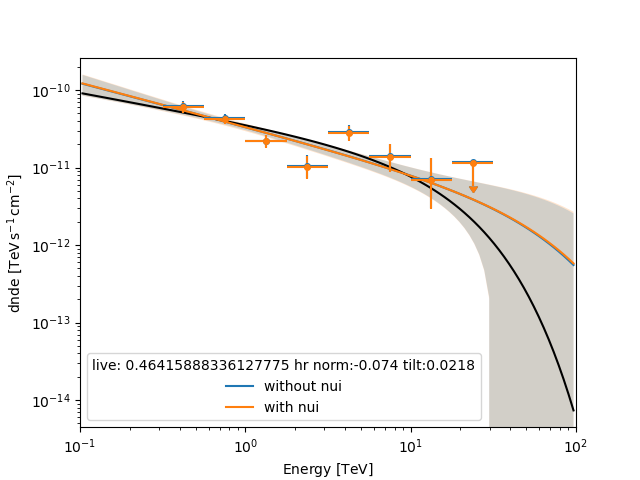 10⁻¹⁰
10⁻¹¹
10⁻¹²
10⁻¹³
10⁻¹⁴
dnde [TeV s⁻¹ cm⁻²]
live: 0.46415888336127775 hr norm:-0.074 tilt:0.0218
without nui
with nui
10⁻¹ 10⁰ 10¹ 10²
Energy [TeV]